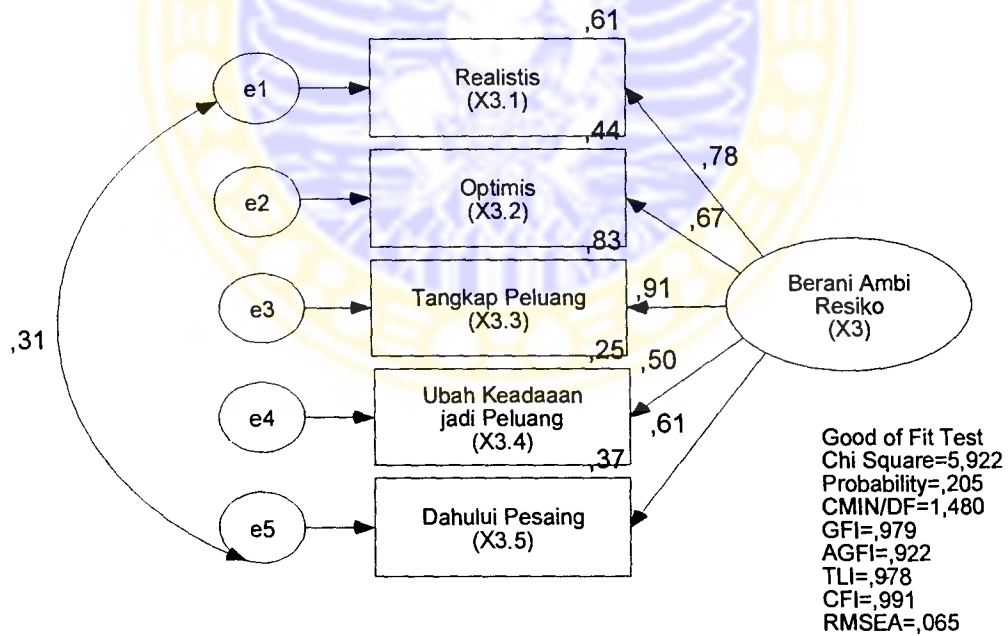 ,61
e1
Realistis
(X3.1)
,44
,78
e2
Optimis
(X3.2)
,67
,83
e3
Tangkap Peluang
(X3.3)
,91
Berani Ambi
Resiko
(X3)
,31
,25
,50
e4
Ubah Keadaaan
jadi Peluang
(X3.4)
,61
,37
e5
Dahului Pesaing
(X3.5)
Good of Fit Test
Chi Square=5,922
Probability=,205
CMIN/DF=1,480
GFI=,979
AGFI=,922
TLI=,978
CFI=,991
RMSEA=,065